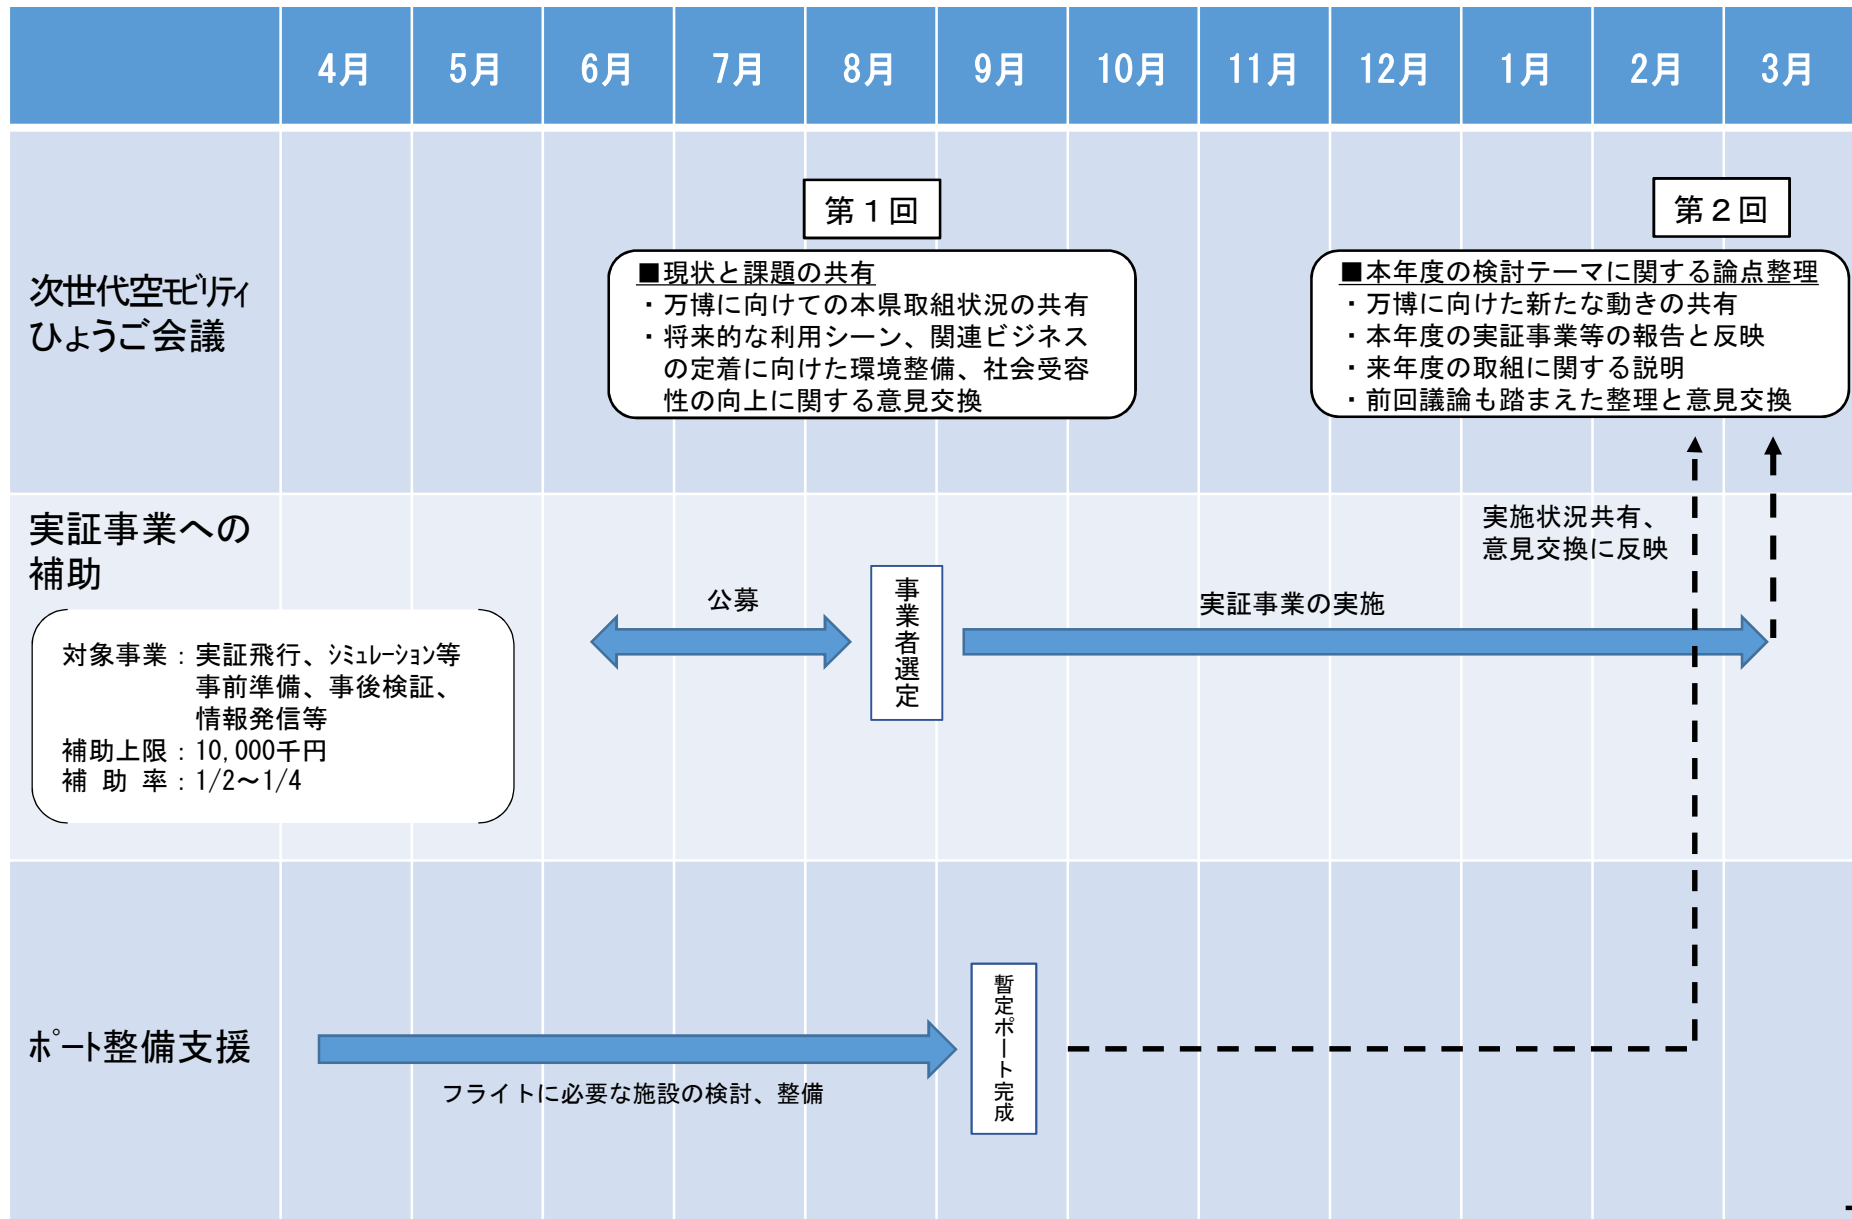 4月 5月 6月 7月 8月 9月 10月 11月 12月 1月 2月 3月
次世代空ﾓﾋﾞﾘﾃｨ
ひょうご会議
第１回
■現状と課題の共有
・万博に向けての本県取組状況の共有
・将来的な利用シーン、関連ビジネス
の定着に向けた環境整備、社会受容
性の向上に関する意見交換
第２回
■本年度の検討テーマに関する論点整理
・万博に向けた新たな動きの共有
・本年度の実証事業等の報告と反映
・来年度の取組に関する説明
・前回議論も踏まえた整理と意見交換
実証事業への
補助
対象事業：実証飛行、ｼﾐｭﾚｰｼｮﾝ等
事前準備、事後検証、
情報発信等
補助上限：10,000千円
補 助 率：1/2～1/4
公募
事業者選定
実証事業の実施
実施状況共有、
意見交換に反映
ﾎﾟｰﾄ整備支援
フライトに必要な施設の検討、整備
暫定ポート完成